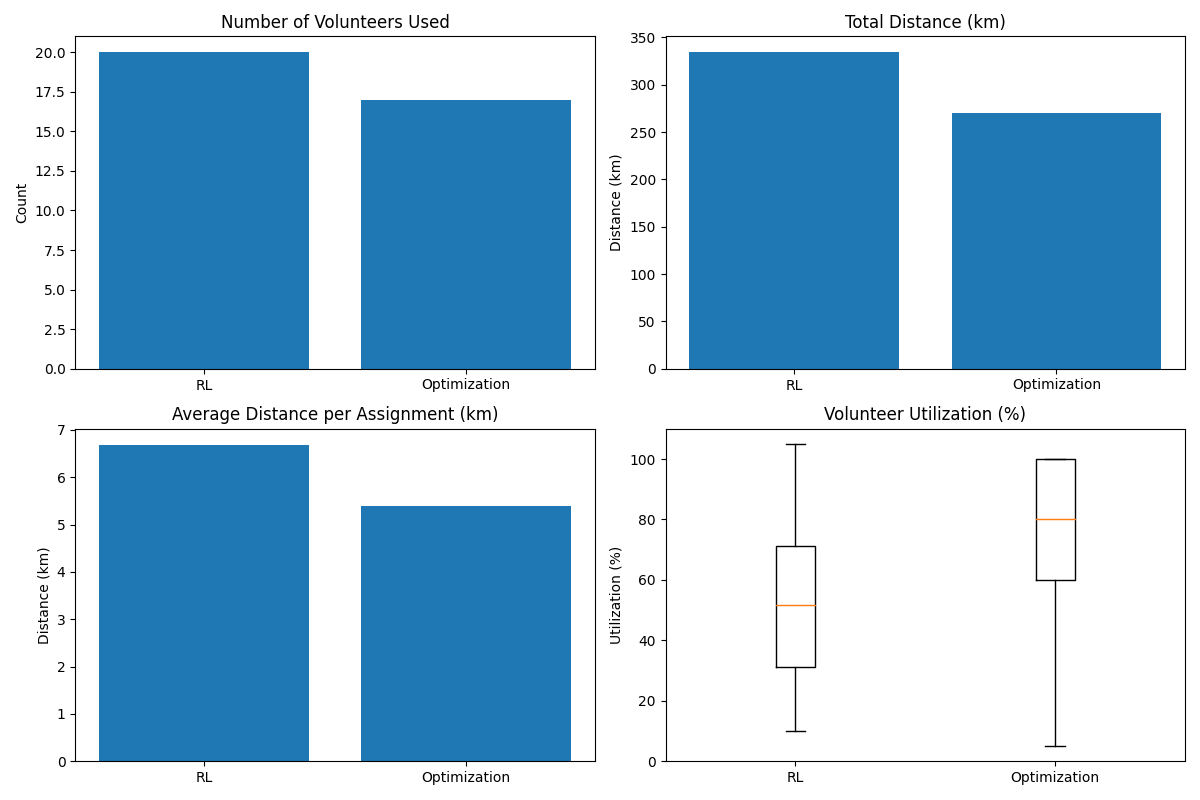 Number of Volunteers Used
Count
20.0
17.5
15.0
12.5
10.0
7.5
5.0
2.5
0.0
RL
Optimization
Total Distance (km)
Distance (km)
350
300
250
200
150
100
50
0
RL
Optimization
Average Distance per Assignment (km)
Distance (km)
7
6
5
4
3
2
1
0
RL
Optimization
Volunteer Utilization (%)
Utilization (%)
100
80
60
40
20
0
RL
Optimization